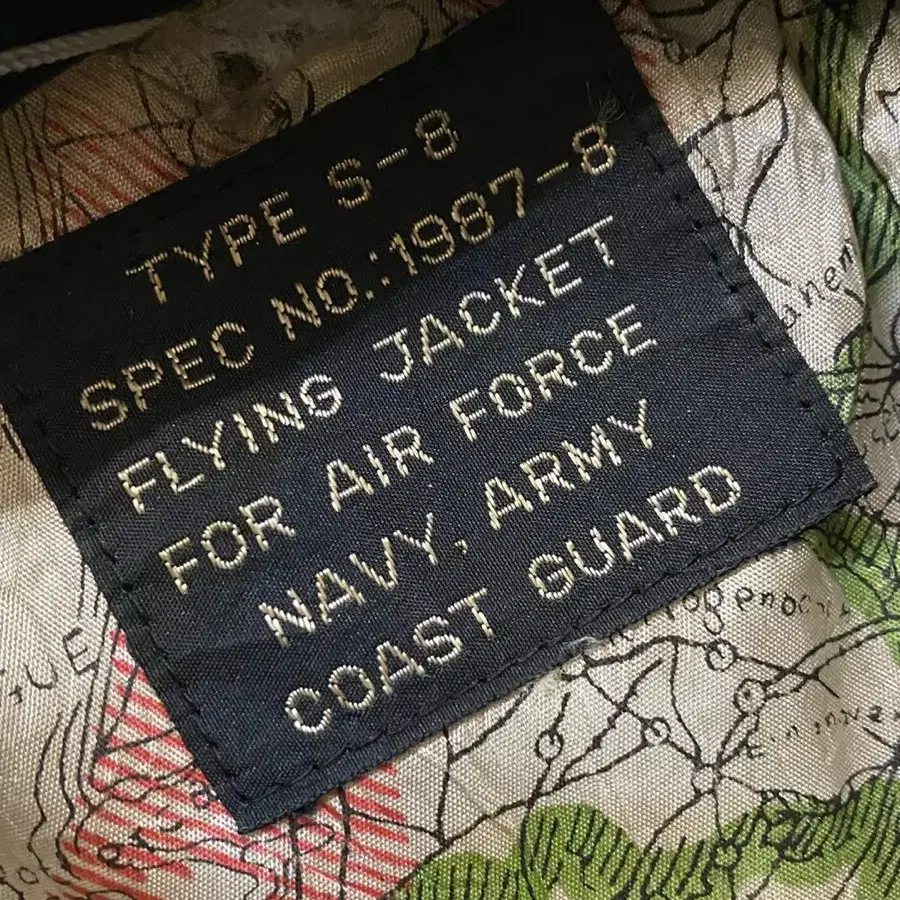 TYPE S-8
SPEC NO.:1987-8
FLYING JACKET
FOR AIR FORCE
NAVY, ARMY
COAST GUARD